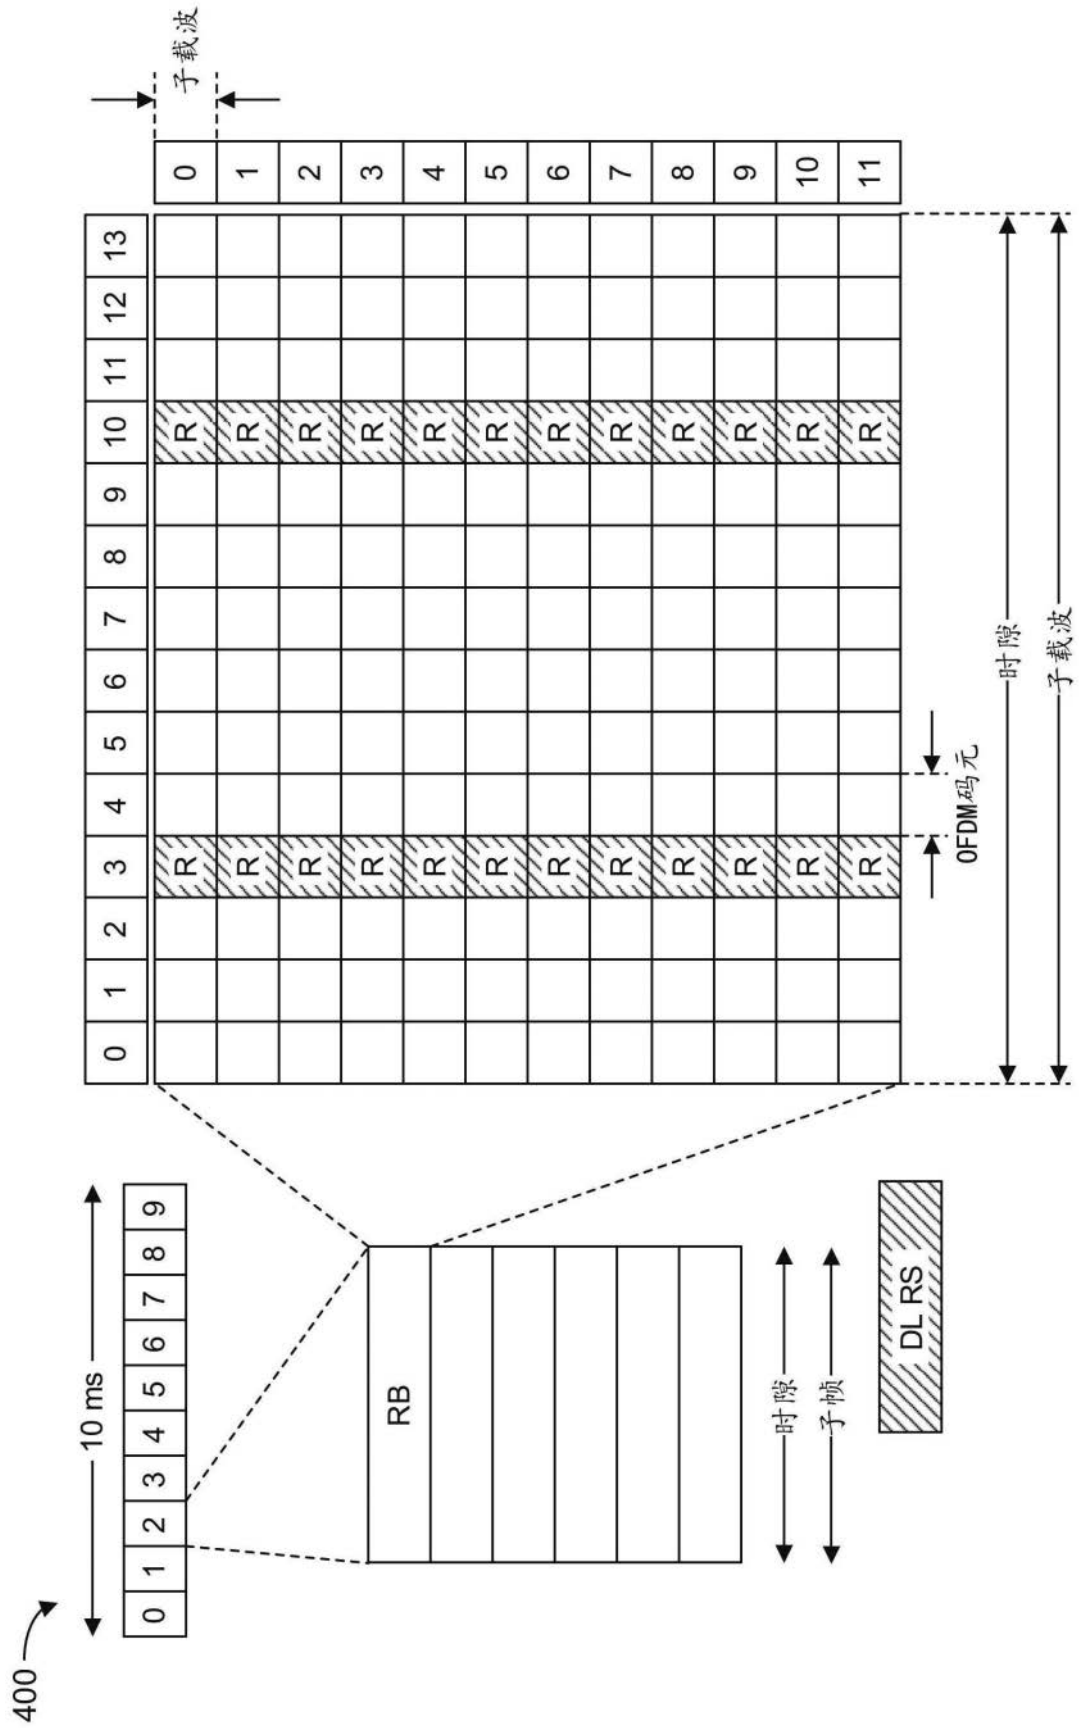 400
10 ms
0 1 2 3 4 5 6 7 8 9
RB
时隙
子帧
DL RS
0 1 2 3 4 5 6 7 8 9 10 11 12 13
R R 0
子载波
R R 1
R R 2
R R 3
R R 4
R R 5
R R 6
R R 7
R R 8
R R 9
R R 10
R R 11
OFDM码元
时隙
子载波